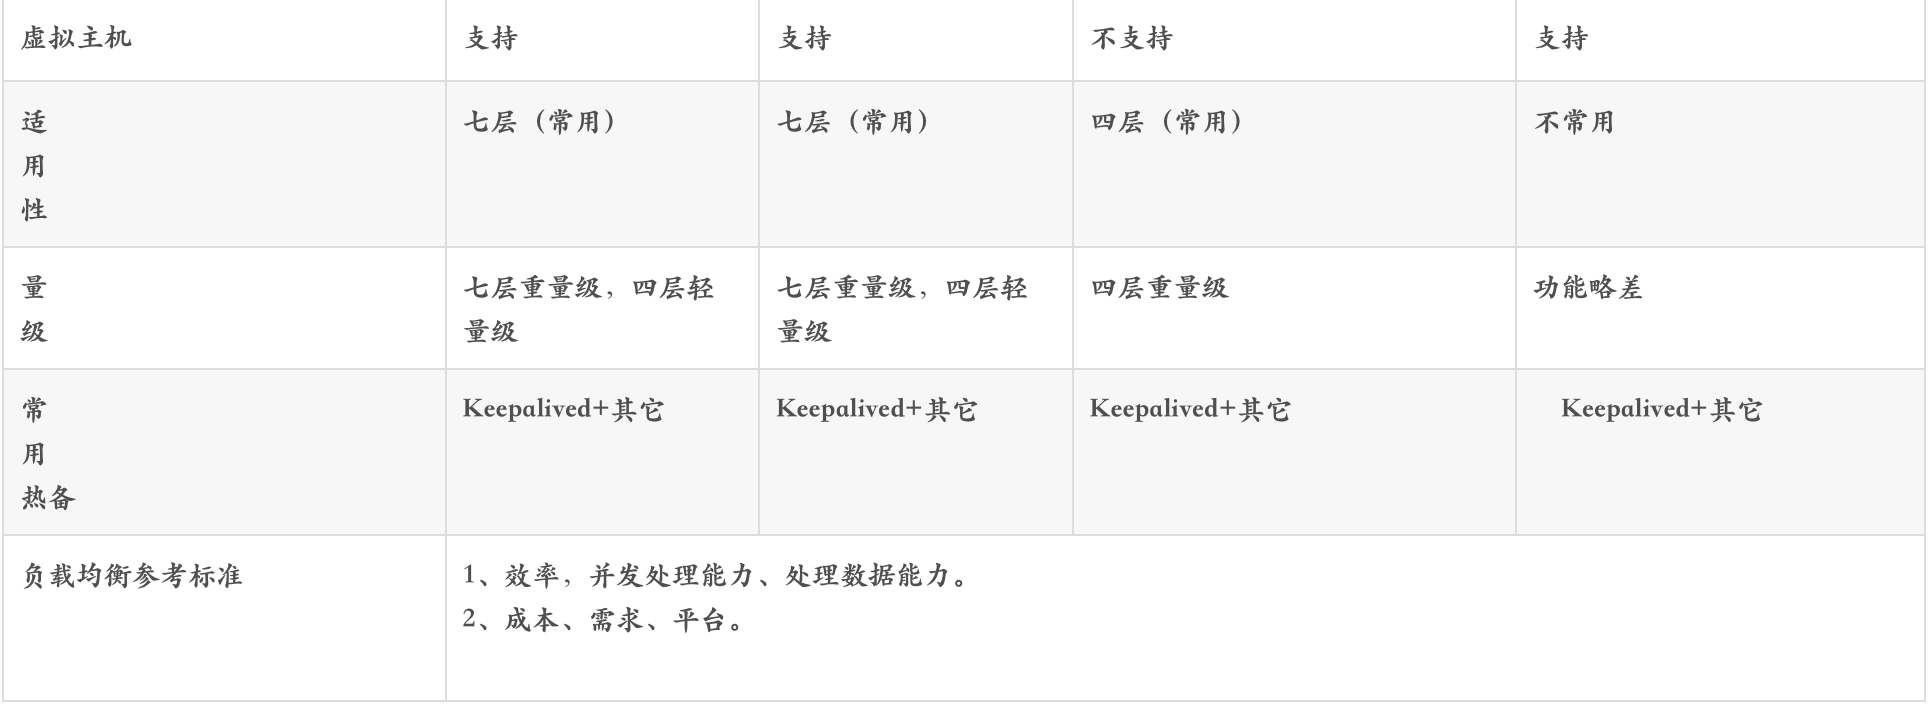 虚拟主机 支持 支持 不支持 支持
适 七层（常用） 七层（常用） 四层（常用） 不常用
用
性
量 七层重量级，四层轻 七层重量级，四层轻 四层重量级 功能略差
级 量级 量级
常 Keepalived+其它 Keepalived+其它 Keepalived+其它 Keepalived+其它
用
热备
负载均衡参考标准 1、效率，并发处理能力、处理数据能力。
2、成本、需求、平台。